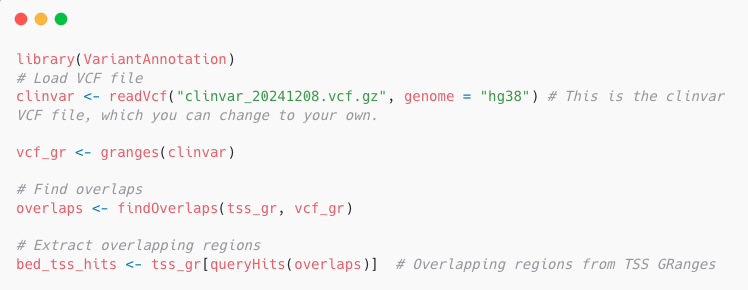 library(VariantAnnotation)
# Load VCF file
clinvar <- readVcf("clinvar_20241208.vcf.gz", genome = "hg38") # This is the clinvar
VCF file, which you can change to your own.
vcf_gr <- granges(clinvar)
# Find overlaps
overlaps <- findOverlaps(tss_gr, vcf_gr)
# Extract overlapping regions
bed_tss_hits <- tss_gr[queryHits(overlaps)]  # Overlapping regions from TSS GRanges